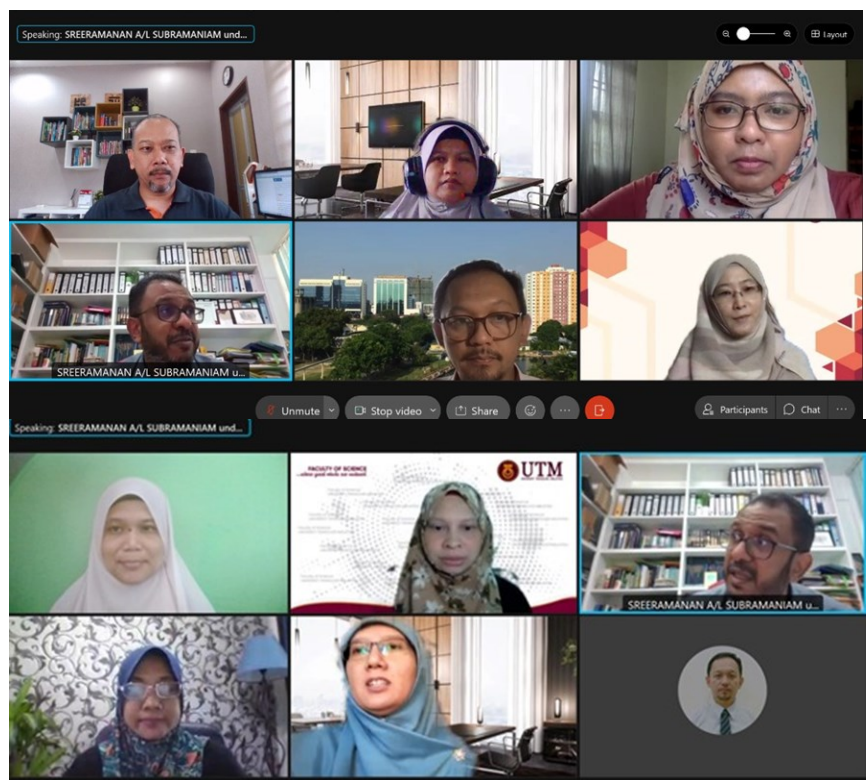 Speaking: SREERAMANAN A/L SUBRAMANIAM und...
Layout
SREERAMANAN A/L SUBRAMANIAM u...
Unmute
Stop video
Share
Participants
Chat
Speaking: SREERAMANAN A/L SUBRAMANIAM und...
FACULTY OF SCIENCE
UTM
SREERAMANAN A/L SUBRAMANIAM u...